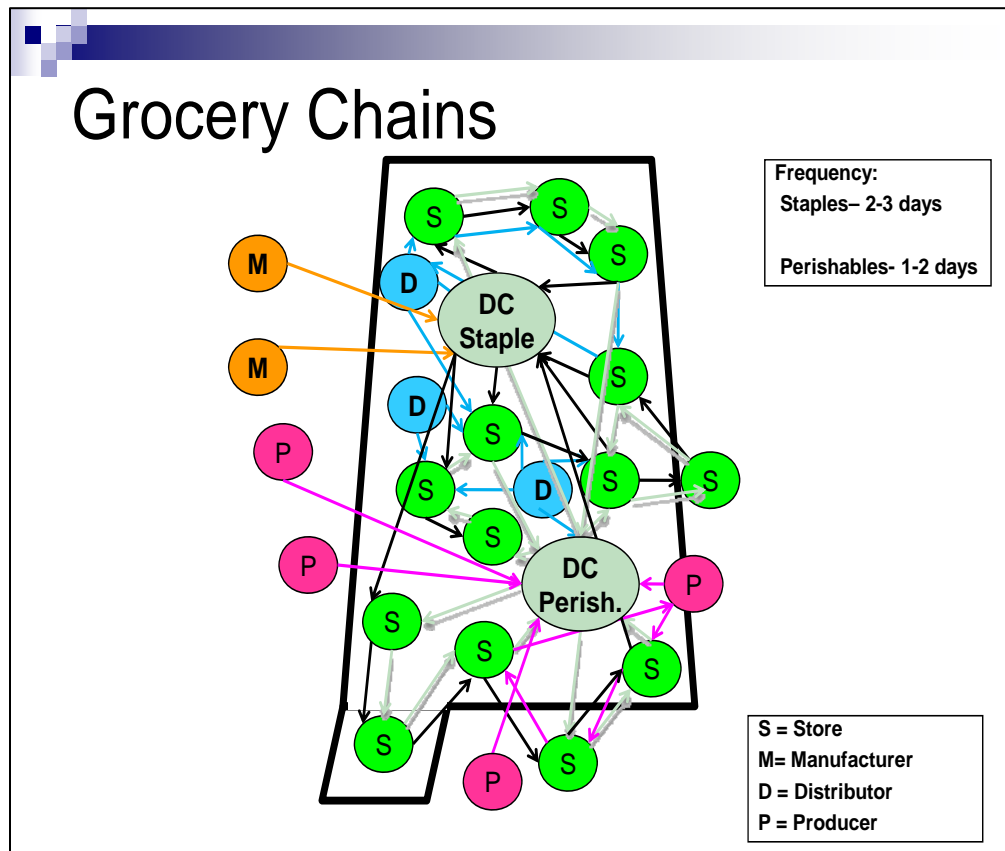 Grocery Chains
Frequency:
Staples– 2-3 days
Perishables- 1-2 days
S
S
S
M
D
DC
Staple
M
S
D
S
P
S
S
S
D
S
P
DC
Perish.
P
S
S
S
S
S
P
S = Store
M= Manufacturer
D = Distributor
P = Producer